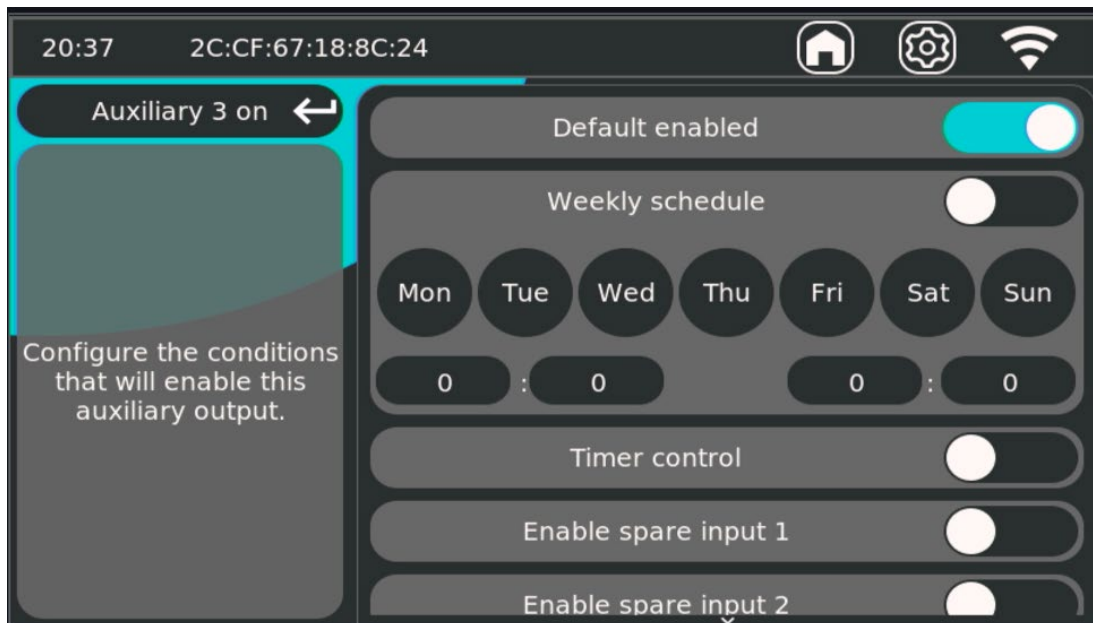 20:37 2C:CF:67:18:8C:24
Auxiliary 3 on
Configure the conditions
that will enable this
auxiliary output.
Default enabled
Weekly schedule
Mon Tue Wed Thu Fri Sat Sun
0 : 0 0 : 0
Timer control
Enable spare input 1
Enable spare input 2